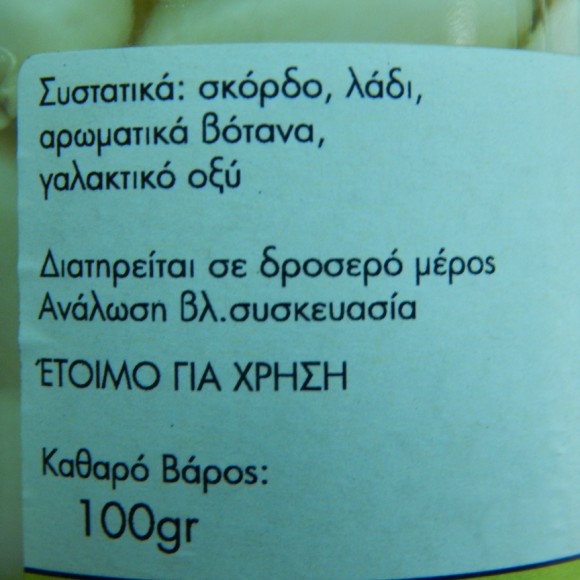 Συστατικά: σκόρδο, λάδι,
αρωματικά βότανα,
γαλακτικό οξύ
Διατηρείται σε δροσερό μέρος
Ανάλωση βλ.συσκευασία
ΈΤΟΙΜΟ ΓΙΑ ΧΡΗΣΗ
Καθαρό Βάρος:
100gr